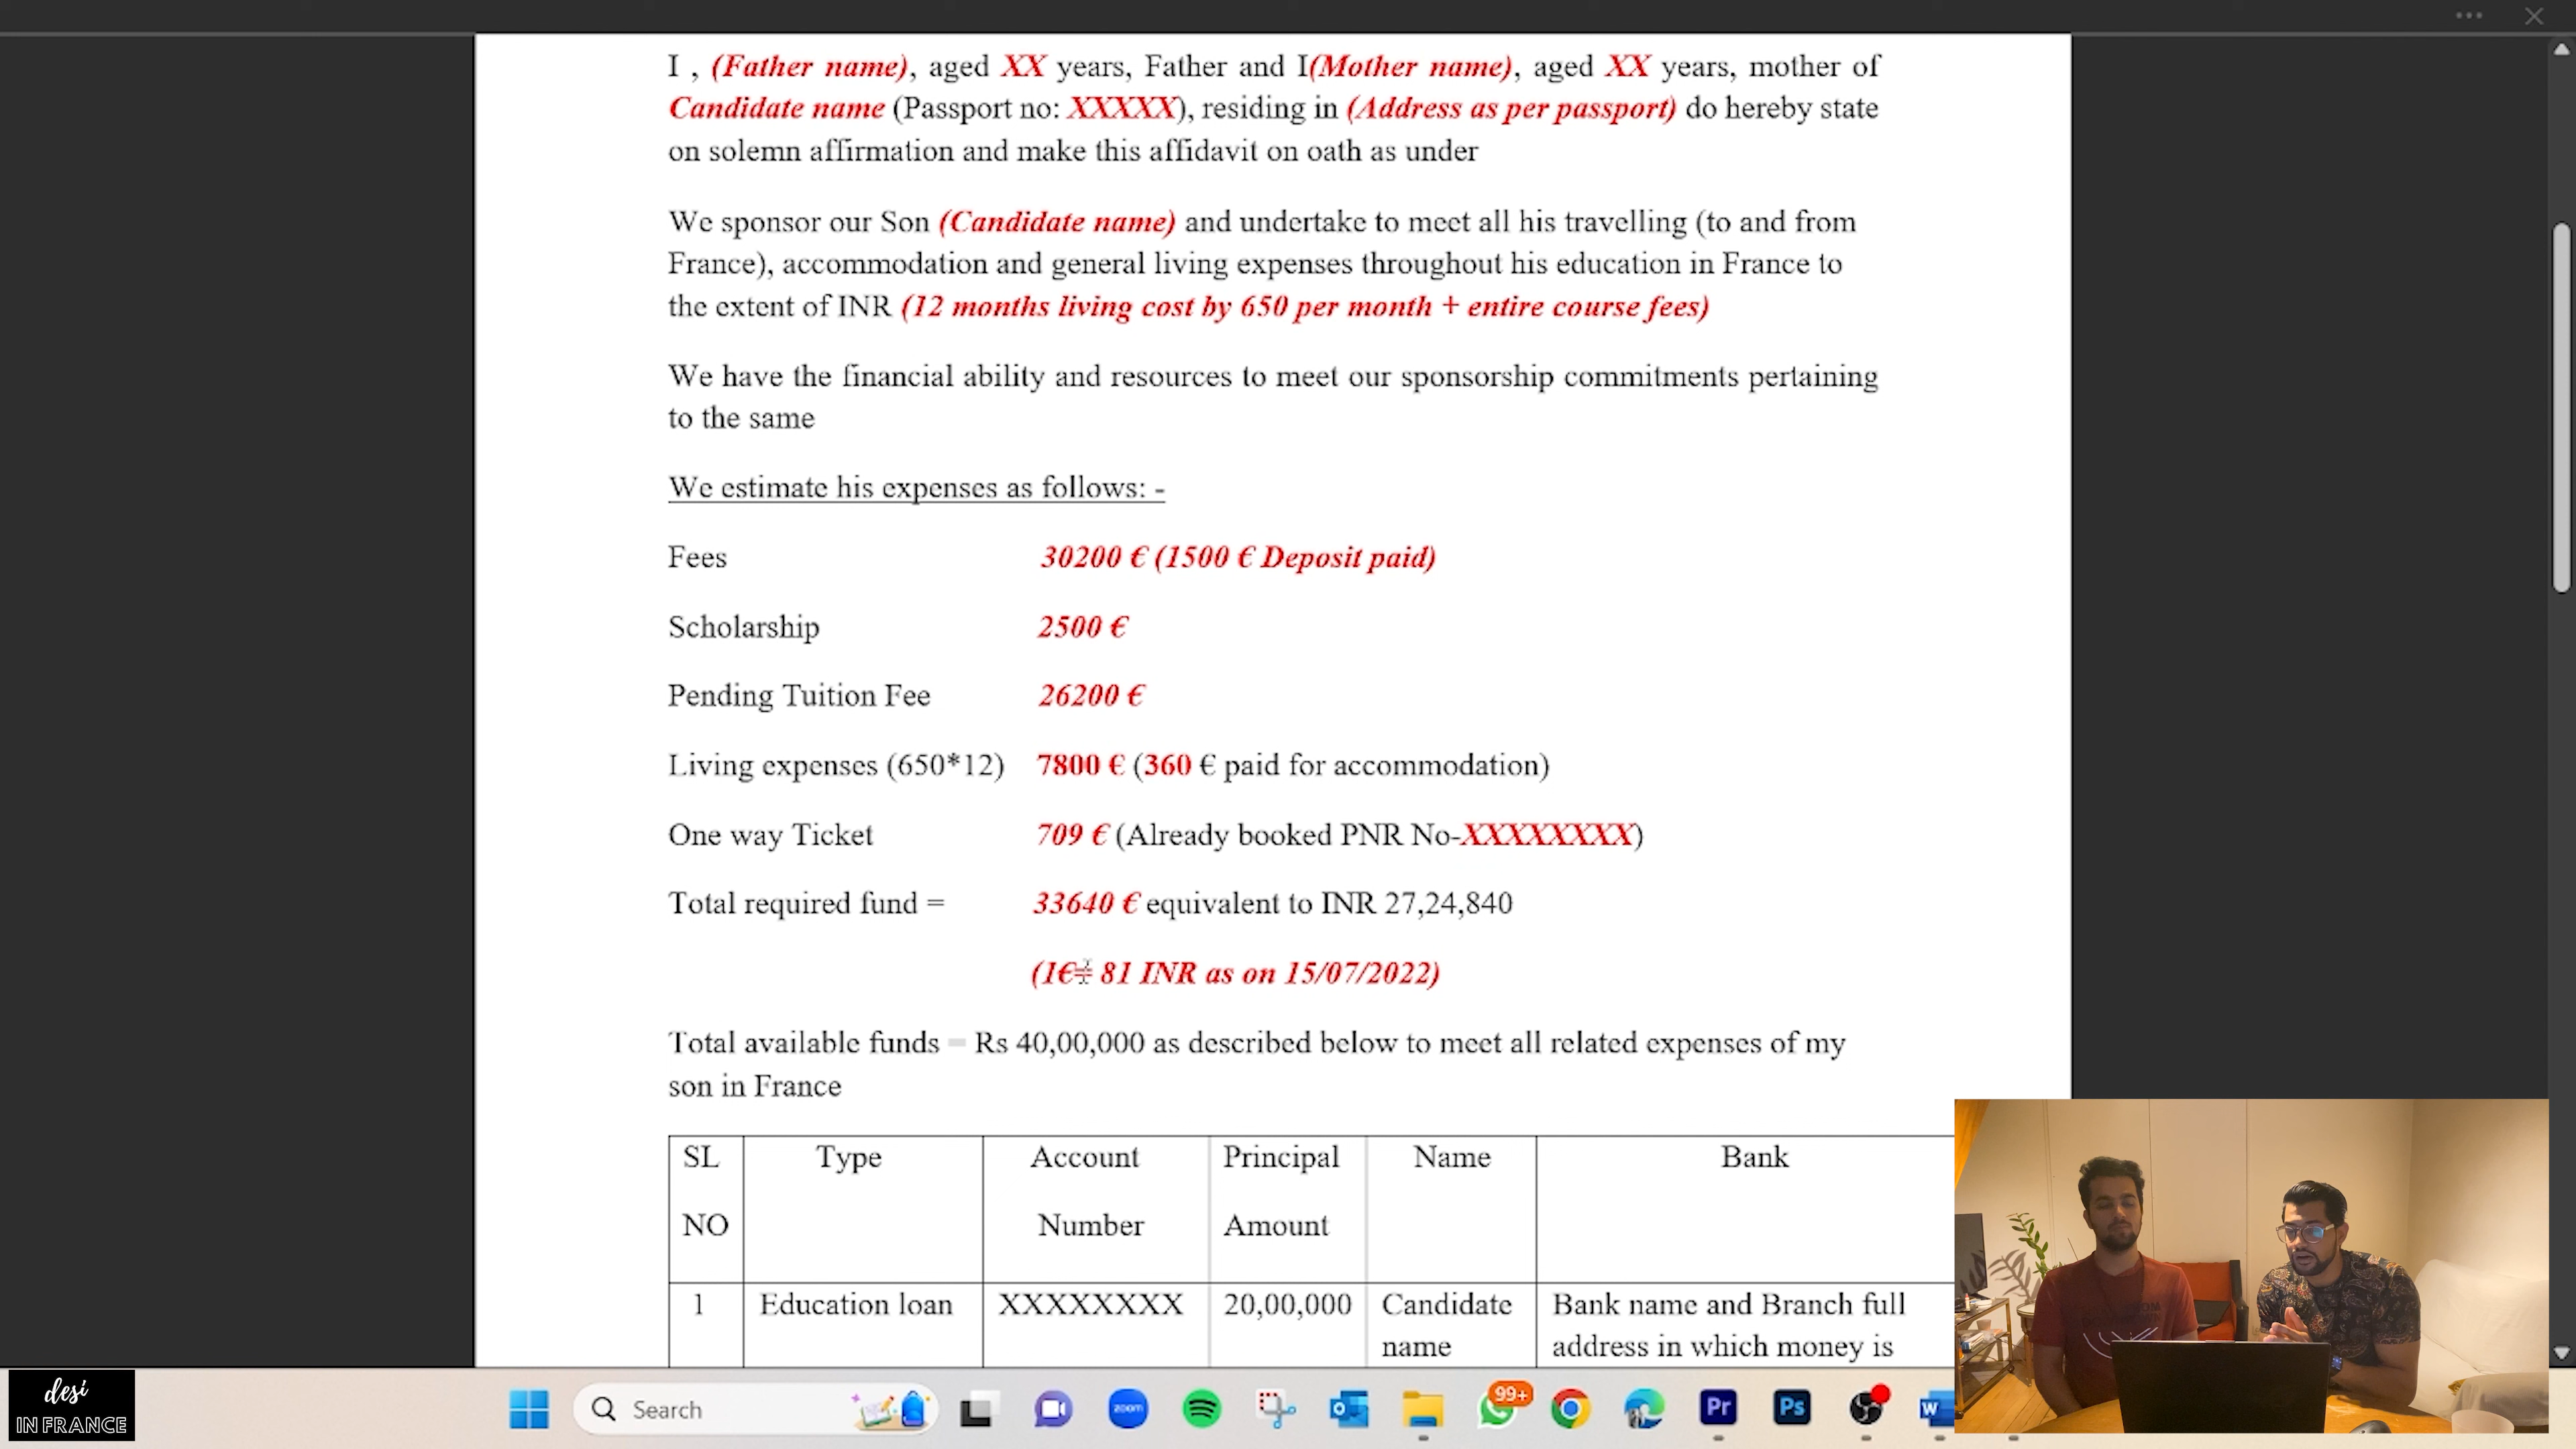 I , (Father name), aged XX years, Father and I(Mother name), aged XX years, mother of
Candidate name (Passport no: XXXXX), residing in (Address as per passport) do hereby state
on solemn affirmation and make this affidavit on oath as under
We sponsor our Son (Candidate name) and undertake to meet all his travelling (to and from
France), accommodation and general living expenses throughout his education in France to
the extent of INR (12 months living cost by 650 per month + entire course fees)
We have the financial ability and resources to meet our sponsorship commitments pertaining
to the same
We estimate his expenses as follows: -
Fees 30200 € (1500 € Deposit paid)
Scholarship 2500 €
Pending Tuition Fee 26200 €
Living expenses (650*12) 7800 € (360 € paid for accommodation)
One way Ticket 709 € (Already booked PNR No-XXXXXXXX)
Total required fund = 33640 € equivalent to INR 27,24,840
(1€= 81 INR as on 15/07/2022)
Total available funds = Rs 40,00,000 as described below to meet all related expenses of my
son in France
SL NO Type Account Number Principal Amount Name Bank
1 Education loan XXXXXXXX 20,00,000 Candidate name Bank name and Branch full address in which money is
desi
IN FRANCE
Search
zoom
99+
Pr
Ps
W